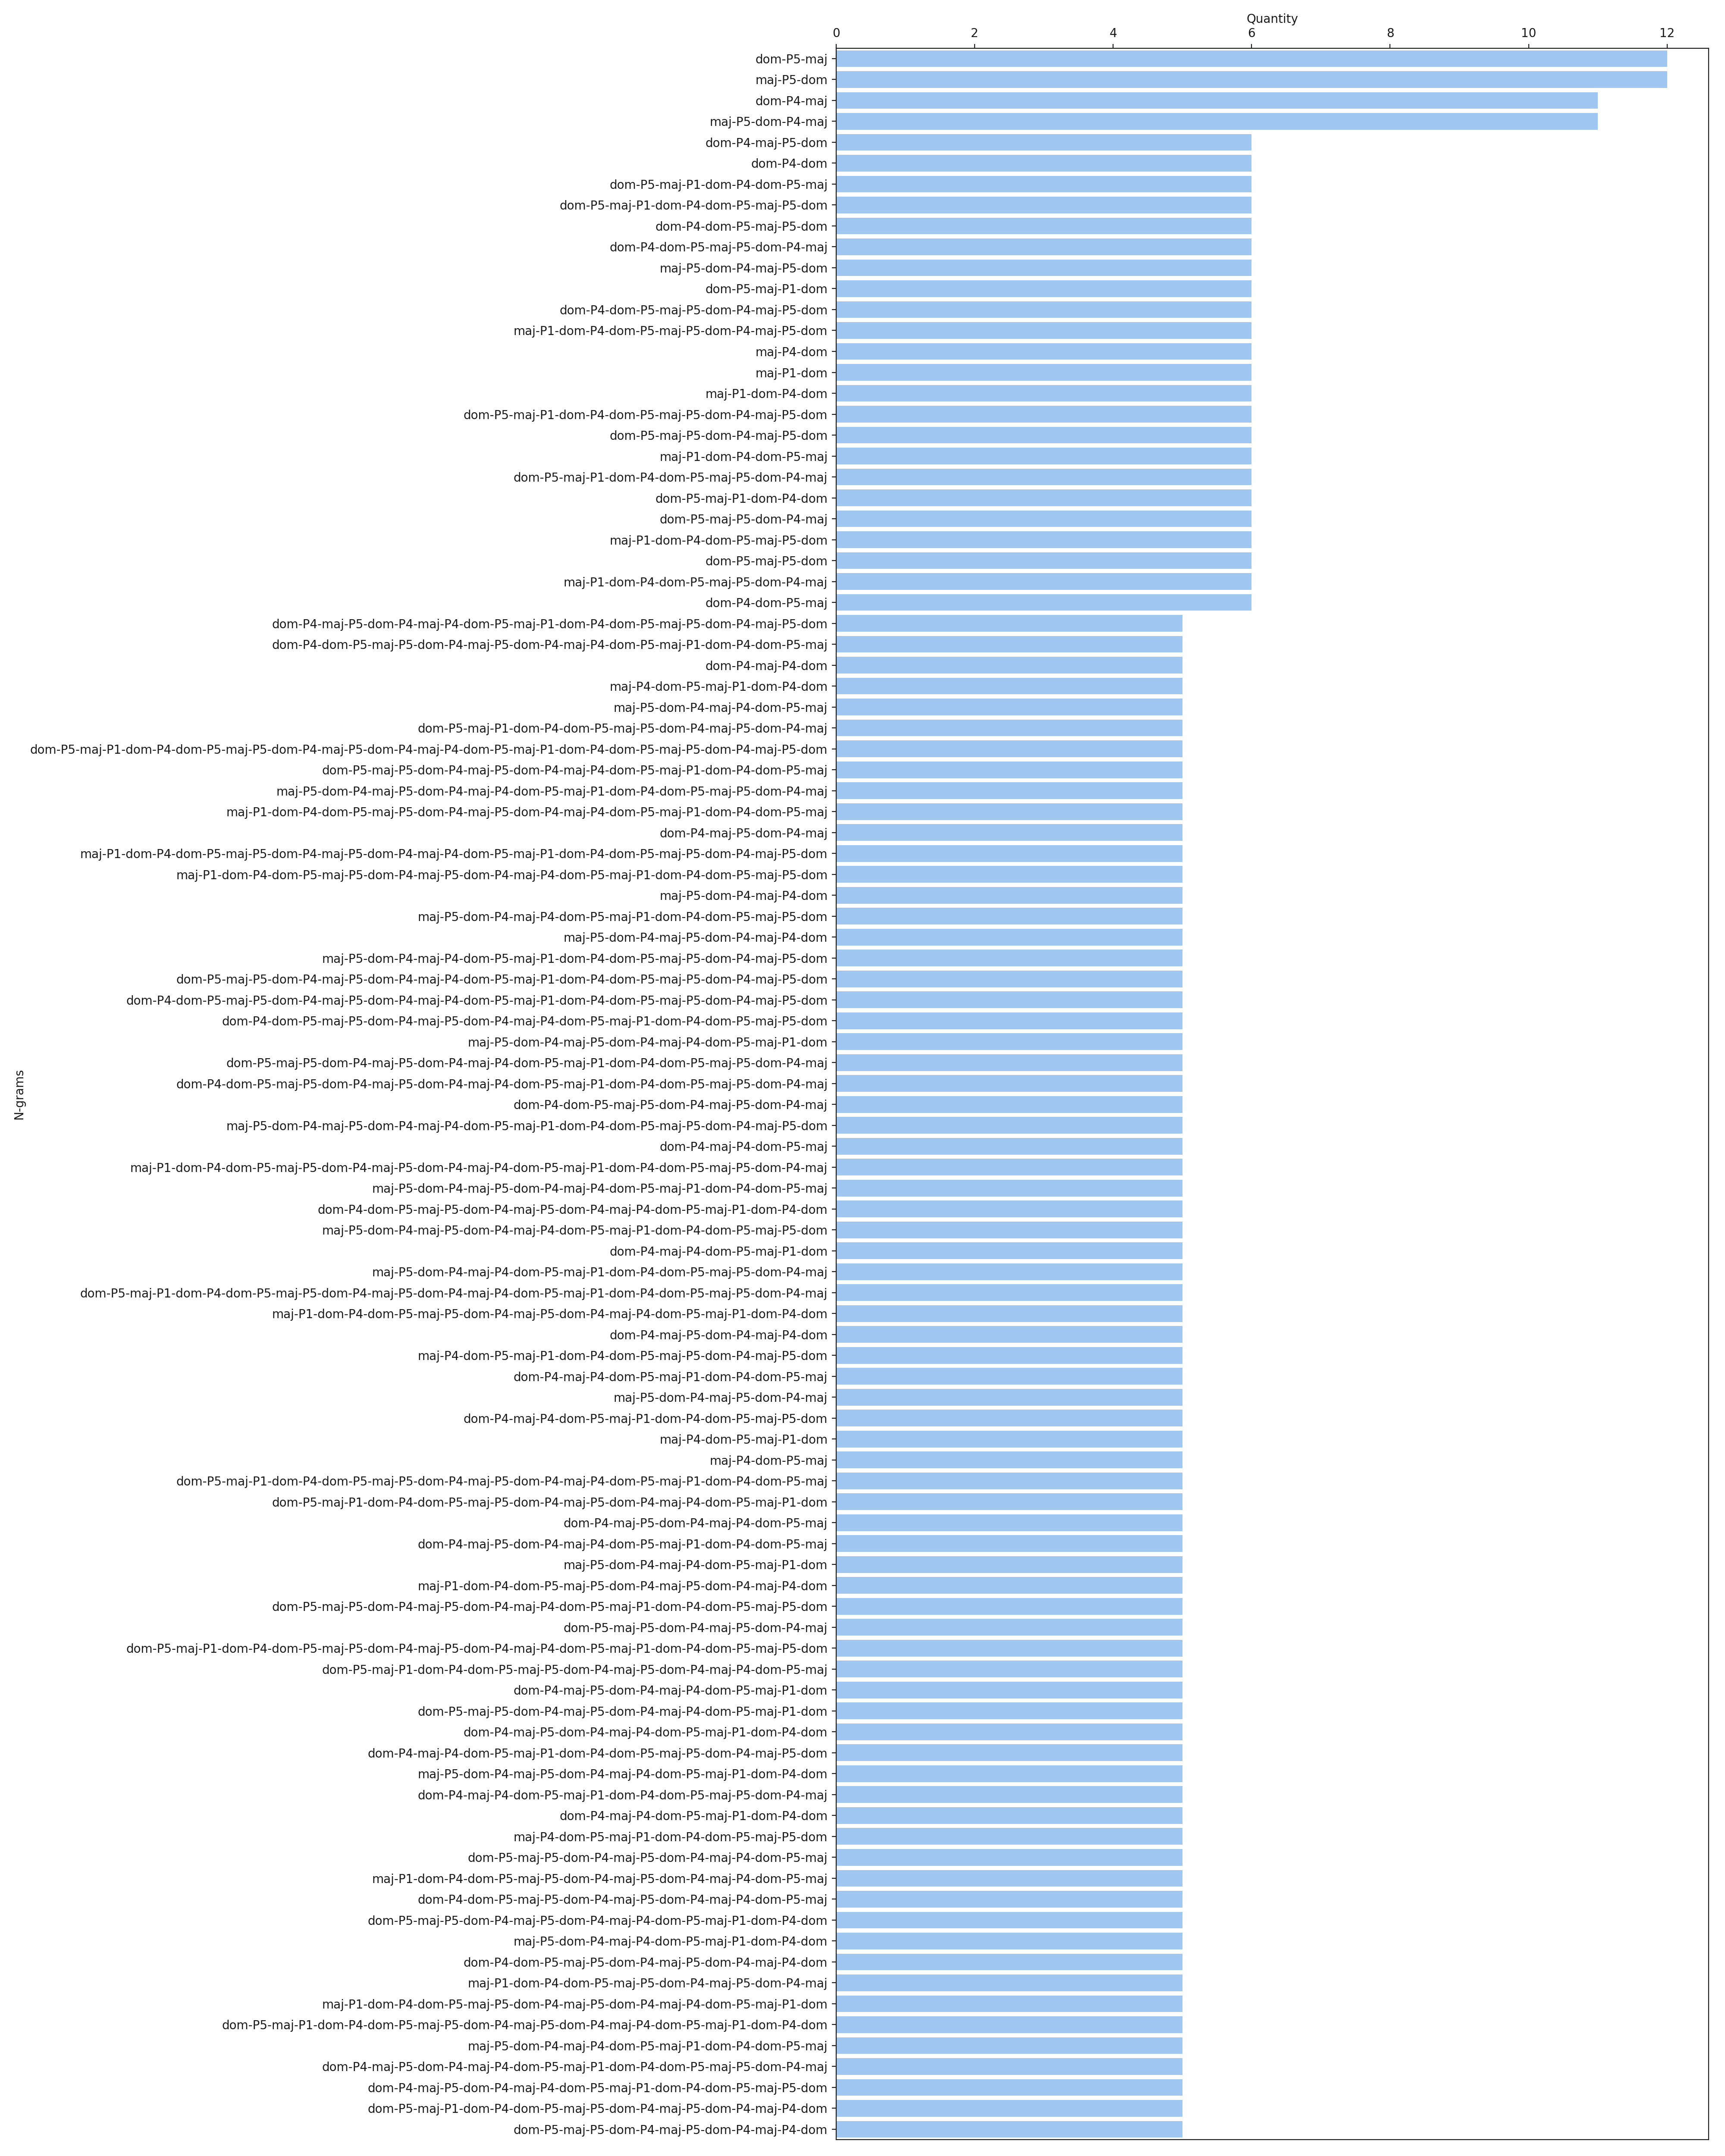 Quantity
0 2 4 6 8 10 12
dom-P5-maj
maj-P5-dom
dom-P4-maj
maj-P5-dom-P4-maj
dom-P4-maj-P5-dom
dom-P4-dom
dom-P5-maj-P1-dom-P4-dom-P5-maj
dom-P5-maj-P1-dom-P4-dom-P5-maj-P5-dom
dom-P4-dom-P5-maj-P5-dom
dom-P4-dom-P5-maj-P5-dom-P4-maj
maj-P5-dom-P4-maj-P5-dom
dom-P5-maj-P1-dom
dom-P4-dom-P5-maj-P5-dom-P4-maj-P5-dom
maj-P1-dom-P4-dom-P5-maj-P5-dom-P4-maj-P5-dom
maj-P4-dom
maj-P1-dom
maj-P1-dom-P4-dom
dom-P5-maj-P1-dom-P4-dom-P5-maj-P5-dom-P4-maj-P5-dom
dom-P5-maj-P5-dom-P4-maj-P5-dom
maj-P1-dom-P4-dom-P5-maj
dom-P5-maj-P1-dom-P4-dom-P5-maj-P5-dom-P4-maj
dom-P5-maj-P1-dom-P4-dom
dom-P5-maj-P5-dom-P4-maj
maj-P1-dom-P4-dom-P5-maj-P5-dom
dom-P5-maj-P5-dom
maj-P1-dom-P4-dom-P5-maj-P5-dom-P4-maj
dom-P4-dom-P5-maj
dom-P4-maj-P5-dom-P4-maj-P4-dom-P5-maj-P1-dom-P4-dom-P5-maj-P5-dom-P4-maj-P5-dom
dom-P4-dom-P5-maj-P5-dom-P4-maj-P5-dom-P4-maj-P4-dom-P5-maj-P1-dom-P4-dom-P5-maj
dom-P4-maj-P4-dom
maj-P4-dom-P5-maj-P1-dom-P4-dom
maj-P5-dom-P4-maj-P4-dom-P5-maj
dom-P5-maj-P1-dom-P4-dom-P5-maj-P5-dom-P4-maj-P5-dom-P4-maj
dom-P5-maj-P1-dom-P4-dom-P5-maj-P5-dom-P4-maj-P5-dom-P4-maj-P4-dom-P5-maj-P1-dom-P4-dom-P5-maj-P5-dom-P4-maj-P5-dom
dom-P5-maj-P5-dom-P4-maj-P5-dom-P4-maj-P4-dom-P5-maj-P1-dom-P4-dom-P5-maj
maj-P5-dom-P4-maj-P5-dom-P4-maj-P4-dom-P5-maj-P1-dom-P4-dom-P5-maj-P5-dom-P4-maj
maj-P1-dom-P4-dom-P5-maj-P5-dom-P4-maj-P5-dom-P4-maj-P4-dom-P5-maj-P1-dom-P4-dom-P5-maj
dom-P4-maj-P5-dom-P4-maj
maj-P1-dom-P4-dom-P5-maj-P5-dom-P4-maj-P5-dom-P4-maj-P4-dom-P5-maj-P1-dom-P4-dom-P5-maj-P5-dom-P4-maj-P5-dom
maj-P1-dom-P4-dom-P5-maj-P5-dom-P4-maj-P5-dom-P4-maj-P4-dom-P5-maj-P1-dom-P4-dom-P5-maj-P5-dom
maj-P5-dom-P4-maj-P4-dom
maj-P5-dom-P4-maj-P4-dom-P5-maj-P1-dom-P4-dom-P5-maj-P5-dom
maj-P5-dom-P4-maj-P5-dom-P4-maj-P4-dom
maj-P5-dom-P4-maj-P4-dom-P5-maj-P1-dom-P4-dom-P5-maj-P5-dom-P4-maj-P5-dom
dom-P5-maj-P5-dom-P4-maj-P5-dom-P4-maj-P4-dom-P5-maj-P1-dom-P4-dom-P5-maj-P5-dom-P4-maj-P5-dom
dom-P4-dom-P5-maj-P5-dom-P4-maj-P5-dom-P4-maj-P4-dom-P5-maj-P1-dom-P4-dom-P5-maj-P5-dom-P4-maj-P5-dom
dom-P4-dom-P5-maj-P5-dom-P4-maj-P5-dom-P4-maj-P4-dom-P5-maj-P1-dom-P4-dom-P5-maj-P5-dom
maj-P5-dom-P4-maj-P5-dom-P4-maj-P4-dom-P5-maj-P1-dom
dom-P5-maj-P5-dom-P4-maj-P5-dom-P4-maj-P4-dom-P5-maj-P1-dom-P4-dom-P5-maj-P5-dom-P4-maj
dom-P4-dom-P5-maj-P5-dom-P4-maj-P5-dom-P4-maj-P4-dom-P5-maj-P1-dom-P4-dom-P5-maj-P5-dom-P4-maj
dom-P4-dom-P5-maj-P5-dom-P4-maj-P5-dom-P4-maj
maj-P5-dom-P4-maj-P5-dom-P4-maj-P4-dom-P5-maj-P1-dom-P4-dom-P5-maj-P5-dom-P4-maj-P5-dom
dom-P4-maj-P4-dom-P5-maj
maj-P1-dom-P4-dom-P5-maj-P5-dom-P4-maj-P5-dom-P4-maj-P4-dom-P5-maj-P1-dom-P4-dom-P5-maj-P5-dom-P4-maj
maj-P5-dom-P4-maj-P5-dom-P4-maj-P4-dom-P5-maj-P1-dom-P4-dom-P5-maj
dom-P4-dom-P5-maj-P5-dom-P4-maj-P5-dom-P4-maj-P4-dom-P5-maj-P1-dom-P4-dom
maj-P5-dom-P4-maj-P5-dom-P4-maj-P4-dom-P5-maj-P1-dom-P4-dom-P5-maj-P5-dom
dom-P4-maj-P4-dom-P5-maj-P1-dom
maj-P5-dom-P4-maj-P4-dom-P5-maj-P1-dom-P4-dom-P5-maj-P5-dom-P4-maj
dom-P5-maj-P1-dom-P4-dom-P5-maj-P5-dom-P4-maj-P5-dom-P4-maj-P4-dom-P5-maj-P1-dom-P4-dom-P5-maj-P5-dom-P4-maj
maj-P1-dom-P4-dom-P5-maj-P5-dom-P4-maj-P5-dom-P4-maj-P4-dom-P5-maj-P1-dom-P4-dom
dom-P4-maj-P5-dom-P4-maj-P4-dom
maj-P4-dom-P5-maj-P1-dom-P4-dom-P5-maj-P5-dom-P4-maj-P5-dom
dom-P4-maj-P4-dom-P5-maj-P1-dom-P4-dom-P5-maj
maj-P5-dom-P4-maj-P5-dom-P4-maj
dom-P4-maj-P4-dom-P5-maj-P1-dom-P4-dom-P5-maj-P5-dom
maj-P4-dom-P5-maj-P1-dom
maj-P4-dom-P5-maj
dom-P5-maj-P1-dom-P4-dom-P5-maj-P5-dom-P4-maj-P5-dom-P4-maj-P4-dom-P5-maj-P1-dom-P4-dom-P5-maj
dom-P5-maj-P1-dom-P4-dom-P5-maj-P5-dom-P4-maj-P5-dom-P4-maj-P4-dom-P5-maj-P1-dom
dom-P4-maj-P5-dom-P4-maj-P4-dom-P5-maj
dom-P4-maj-P5-dom-P4-maj-P4-dom-P5-maj-P1-dom-P4-dom-P5-maj
maj-P5-dom-P4-maj-P4-dom-P5-maj-P1-dom
maj-P1-dom-P4-dom-P5-maj-P5-dom-P4-maj-P5-dom-P4-maj-P4-dom
dom-P5-maj-P5-dom-P4-maj-P5-dom-P4-maj-P4-dom-P5-maj-P1-dom-P4-dom-P5-maj-P5-dom
dom-P5-maj-P5-dom-P4-maj-P5-dom-P4-maj
dom-P5-maj-P1-dom-P4-dom-P5-maj-P5-dom-P4-maj-P5-dom-P4-maj-P4-dom-P5-maj-P1-dom-P4-dom-P5-maj-P5-dom
dom-P5-maj-P1-dom-P4-dom-P5-maj-P5-dom-P4-maj-P5-dom-P4-maj-P4-dom-P5-maj
dom-P4-maj-P5-dom-P4-maj-P4-dom-P5-maj-P1-dom
dom-P5-maj-P5-dom-P4-maj-P5-dom-P4-maj-P4-dom-P5-maj-P1-dom
dom-P4-maj-P5-dom-P4-maj-P4-dom-P5-maj-P1-dom-P4-dom
dom-P4-maj-P4-dom-P5-maj-P1-dom-P4-dom-P5-maj-P5-dom-P4-maj-P5-dom
maj-P5-dom-P4-maj-P5-dom-P4-maj-P4-dom-P5-maj-P1-dom-P4-dom
dom-P4-maj-P4-dom-P5-maj-P1-dom-P4-dom-P5-maj-P5-dom-P4-maj
dom-P4-maj-P4-dom-P5-maj-P1-dom-P4-dom
maj-P4-dom-P5-maj-P1-dom-P4-dom-P5-maj-P5-dom
dom-P5-maj-P5-dom-P4-maj-P5-dom-P4-maj-P4-dom-P5-maj
maj-P1-dom-P4-dom-P5-maj-P5-dom-P4-maj-P5-dom-P4-maj-P4-dom-P5-maj
dom-P4-dom-P5-maj-P5-dom-P4-maj-P5-dom-P4-maj-P4-dom-P5-maj
dom-P5-maj-P5-dom-P4-maj-P5-dom-P4-maj-P4-dom-P5-maj-P1-dom-P4-dom
maj-P5-dom-P4-maj-P4-dom-P5-maj-P1-dom-P4-dom
dom-P4-dom-P5-maj-P5-dom-P4-maj-P5-dom-P4-maj-P4-dom
maj-P1-dom-P4-dom-P5-maj-P5-dom-P4-maj-P5-dom-P4-maj
maj-P1-dom-P4-dom-P5-maj-P5-dom-P4-maj-P5-dom-P4-maj-P4-dom-P5-maj-P1-dom
dom-P5-maj-P1-dom-P4-dom-P5-maj-P5-dom-P4-maj-P5-dom-P4-maj-P4-dom-P5-maj-P1-dom-P4-dom
maj-P5-dom-P4-maj-P4-dom-P5-maj-P1-dom-P4-dom-P5-maj
dom-P4-maj-P5-dom-P4-maj-P4-dom-P5-maj-P1-dom-P4-dom-P5-maj-P5-dom-P4-maj
dom-P4-maj-P5-dom-P4-maj-P4-dom-P5-maj-P1-dom-P4-dom-P5-maj-P5-dom
dom-P5-maj-P1-dom-P4-dom-P5-maj-P5-dom-P4-maj-P5-dom-P4-maj-P4-dom
dom-P5-maj-P5-dom-P4-maj-P5-dom-P4-maj-P4-dom
N-grams